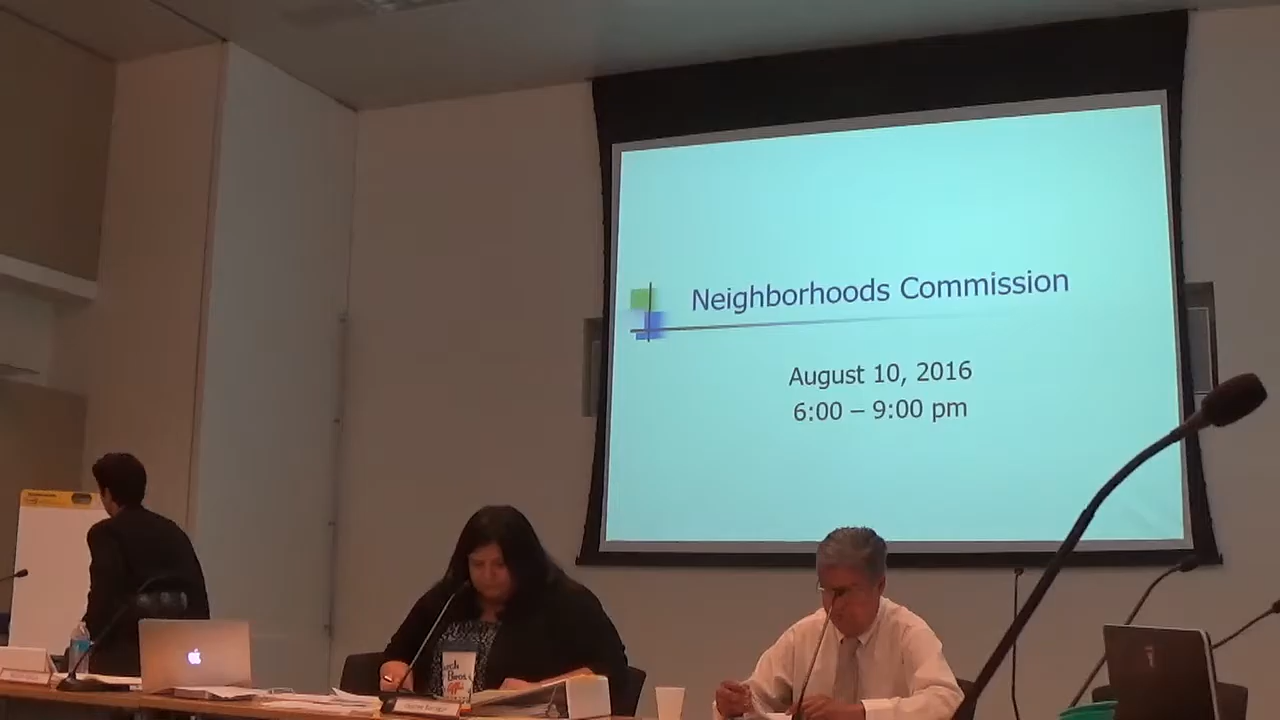 Neighborhoods Commission
August 10, 2016
6:00 – 9:00 pm